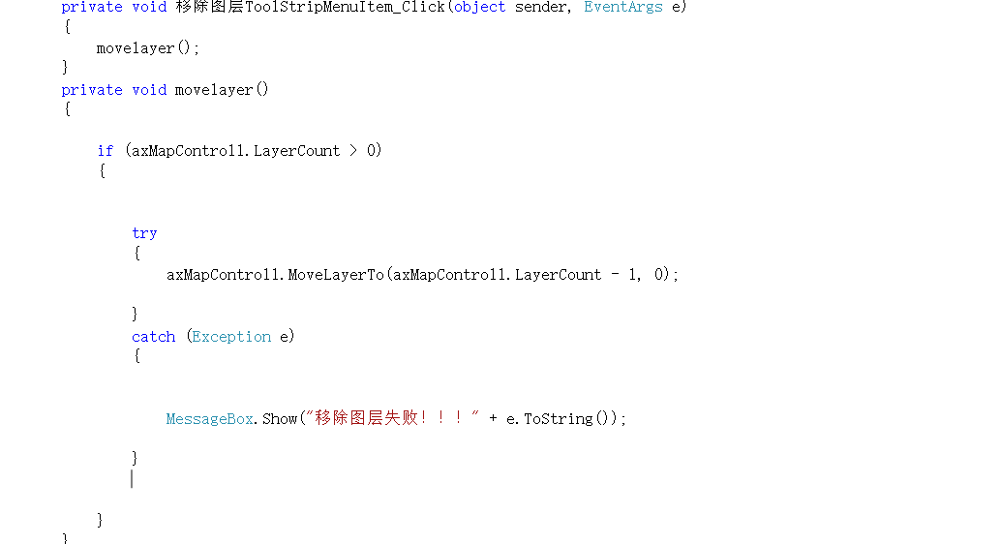 private void 移除图层ToolStripMenuItem_Click(object sender, EventArgs e)
{
movelayer();
}
private void movelayer()
{
if (axMapControl1.LayerCount > 0)
{
try
{
axMapControl1.MoveLayerTo(axMapControl1.LayerCount - 1, 0);
}
catch (Exception e)
{
MessageBox.Show("移除图层失败！！！" + e.ToString());
}
}
}